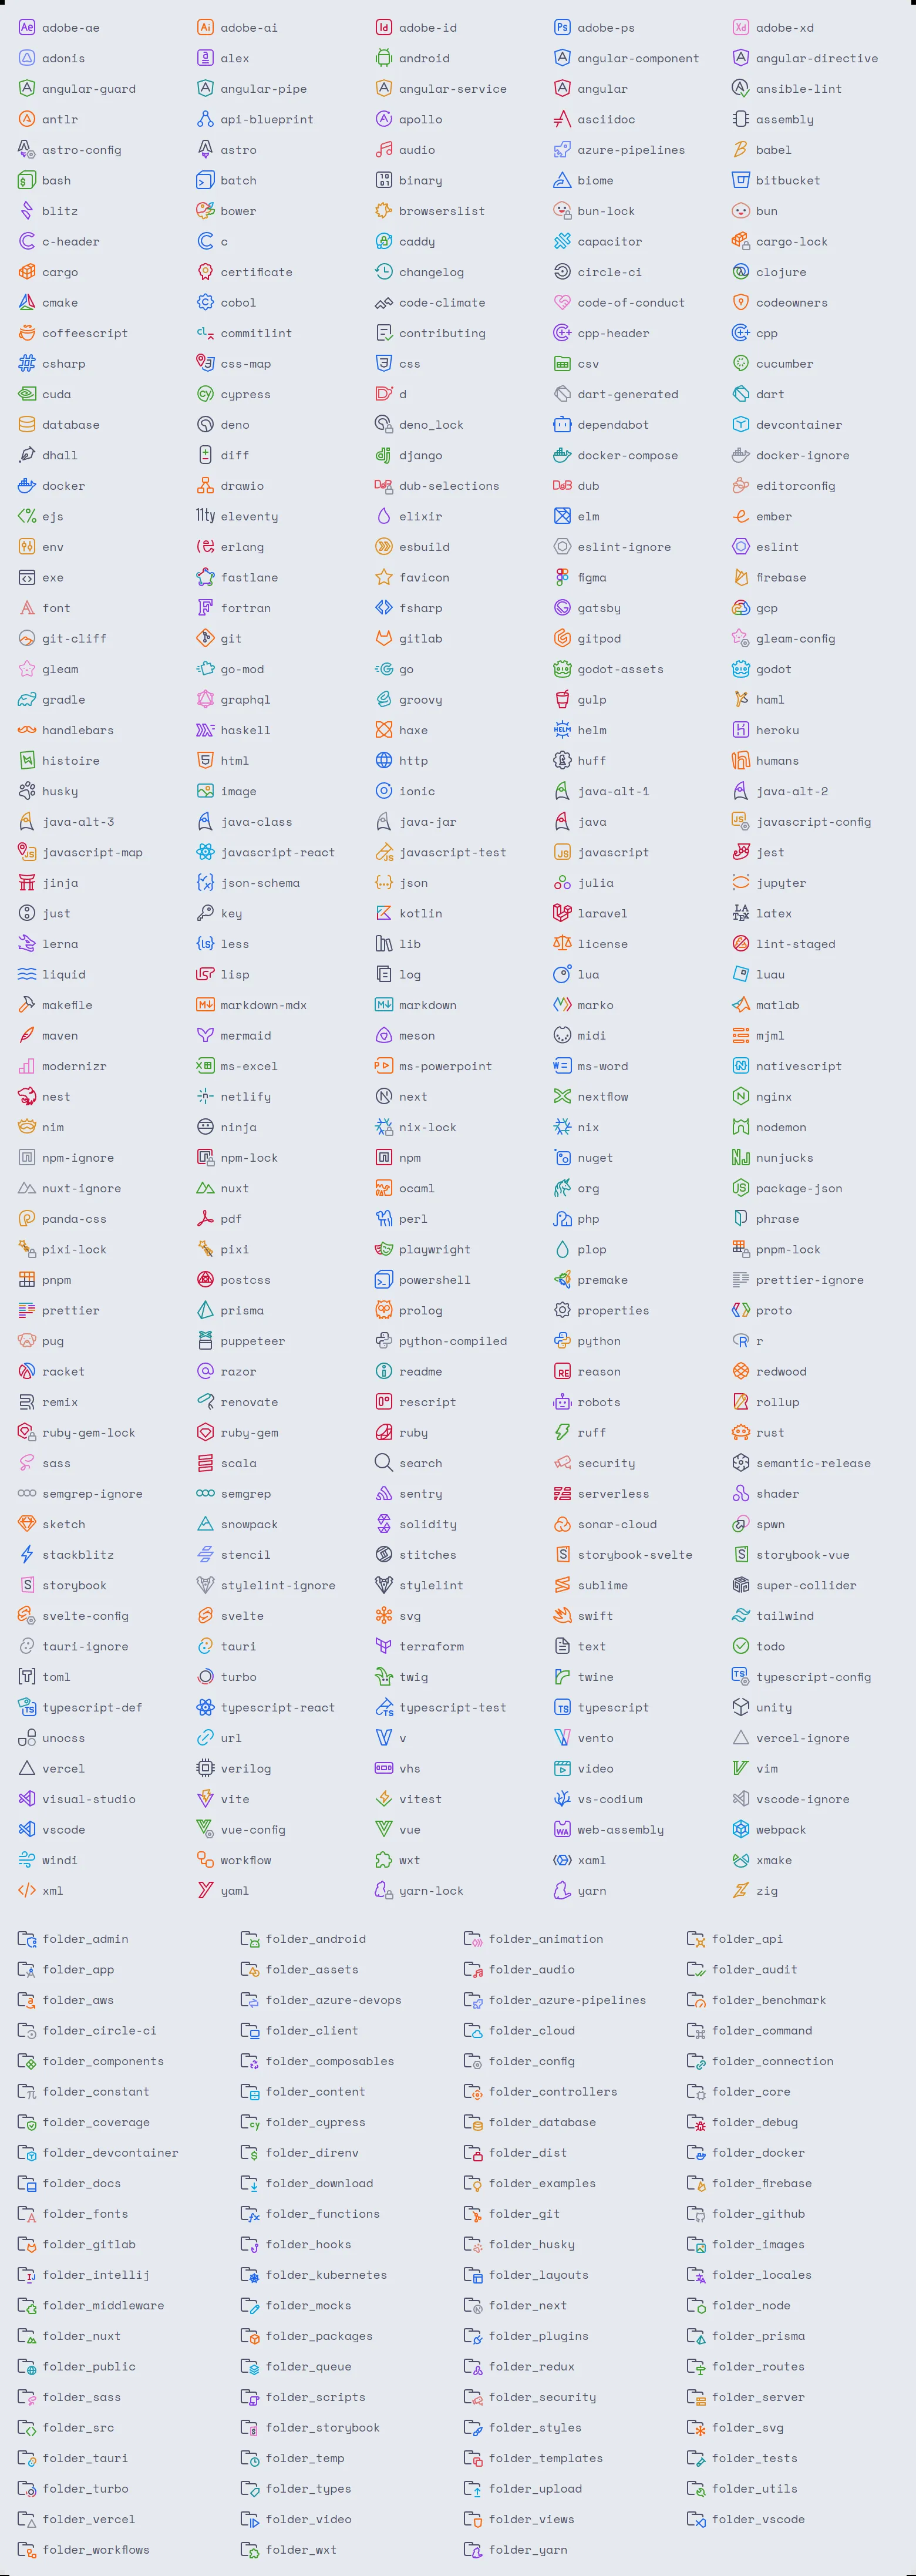 adobe-ae adobe-ai adobe-id adobe-ps adobe-xd
adonis alex android angular-component angular-directive
angular-guard angular-pipe angular-service angular ansible-lint
antlr api-blueprint apollo asciidoc assembly
astro-config astro audio azure-pipelines babel
bash batch binary biome bitbucket
blitz bower browserslist bun-lock bun
c-header c caddy capacitor cargo-lock
cargo certificate changelog circle-ci clojure
cmake cobol code-climate code-of-conduct codeowners
coffeescript commitlint contributing cpp-header cpp
csharp css-map css csv cucumber
cuda cypress d dart-generated dart
database deno deno_lock dependabot devcontainer
dhall diff django docker-compose docker-ignore
docker drawio dub-selections dub editorconfig
ejs eleventy elixir elm ember
env erlang esbuild eslint-ignore eslint
exe fastlane favicon figma firebase
font fortran fsharp gatsby gcp
git-cliff git gitlab gitpod gleam-config
gleam go-mod go godot-assets godot
gradle graphql groovy gulp haml
handlebars haskell haxe helm heroku
histoire html http huff humans
husky image ionic java-alt-1 java-alt-2
java-alt-3 java-class java-jar java javascript-config
javascript-map javascript-react javascript-test javascript jest
jinja json-schema json julia jupyter
just key kotlin laravel latex
lerna less lib license lint-staged
liquid lisp log lua luau
makefile markdown-mdx markdown marko matlab
maven mermaid meson midi mjml
modernizr ms-excel ms-powerpoint ms-word nativescript
nest netlify next nextflow nginx
nim ninja nix-lock nix nodemon
npm-ignore npm-lock npm nuget nunjucks
nuxt-ignore nuxt ocaml org package-json
panda-css pdf perl php phrase
pixi-lock pixi playwright plop pnpm-lock
pnpm postcss powershell premake prettier-ignore
prettier prisma prolog properties proto
pug puppeteer python-compiled python r
racket razor readme reason redwood
remix renovate rescript robots rollup
ruby-gem-lock ruby-gem ruby ruff rust
sass scala search security semantic-release
semgrep-ignore semgrep sentry serverless shader
sketch snowpack solidity sonar-cloud spwn
stackblitz stencil stitches storybook-svelte storybook-vue
storybook stylelint-ignore stylelint sublime super-collider
svelte-config svelte svg swift tailwind
tauri-ignore tauri terraform text todo
toml turbo twig twine typescript-config
typescript-def typescript-react typescript-test typescript unity
unocss url v vento vercel-ignore
vercel verilog vhs video vim
visual-studio vite vitest vs-codium vscode-ignore
vscode vue-config vue web-assembly webpack
windi workflow wxt xaml xmake
xml yaml yarn-lock yarn zig
folder_admin folder_android folder_animation folder_api
folder_app folder_assets folder_audio folder_audit
folder_aws folder_azure-devops folder_azure-pipelines folder_benchmark
folder_circle-ci folder_client folder_cloud folder_command
folder_components folder_composables folder_config folder_connection
folder_constant folder_content folder_controllers folder_core
folder_coverage folder_cypress folder_database folder_debug
folder_devcontainer folder_direnv folder_dist folder_docker
folder_docs folder_download folder_examples folder_firebase
folder_fonts folder_functions folder_git folder_github
folder_gitlab folder_hooks folder_husky folder_images
folder_intellij folder_kubernetes folder_layouts folder_locales
folder_middleware folder_mocks folder_next folder_node
folder_nuxt folder_packages folder_plugins folder_prisma
folder_public folder_queue folder_redux folder_routes
folder_sass folder_scripts folder_security folder_server
folder_src folder_storybook folder_styles folder_svg
folder_tauri folder_temp folder_templates folder_tests
folder_turbo folder_types folder_upload folder_utils
folder_vercel folder_video folder_views folder_vscode
folder_workflows folder_wxt folder_yarn